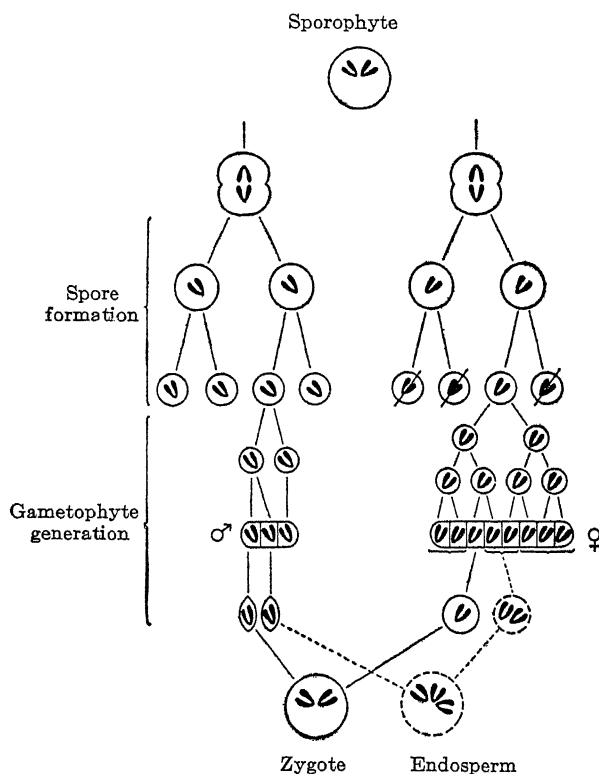 Sporophyte
Spore
formation
Gametophyte
generation
♂
♀
Zygote
Endosperm